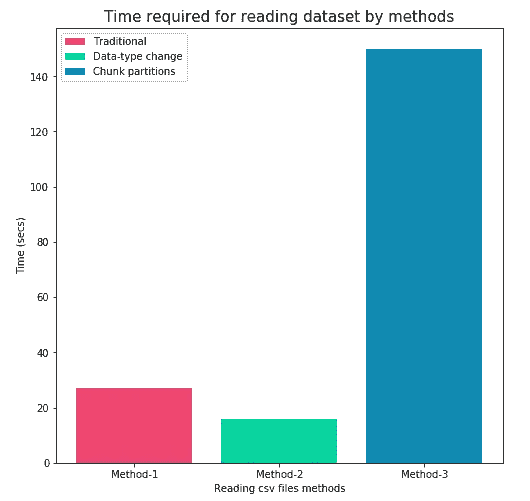 Time required for reading dataset by methods
Traditional
Data-type change
Chunk partitions
140
120
100
80
60
40
20
0
Time (secs)
Method-1 Method-2 Method-3
Reading csv files methods